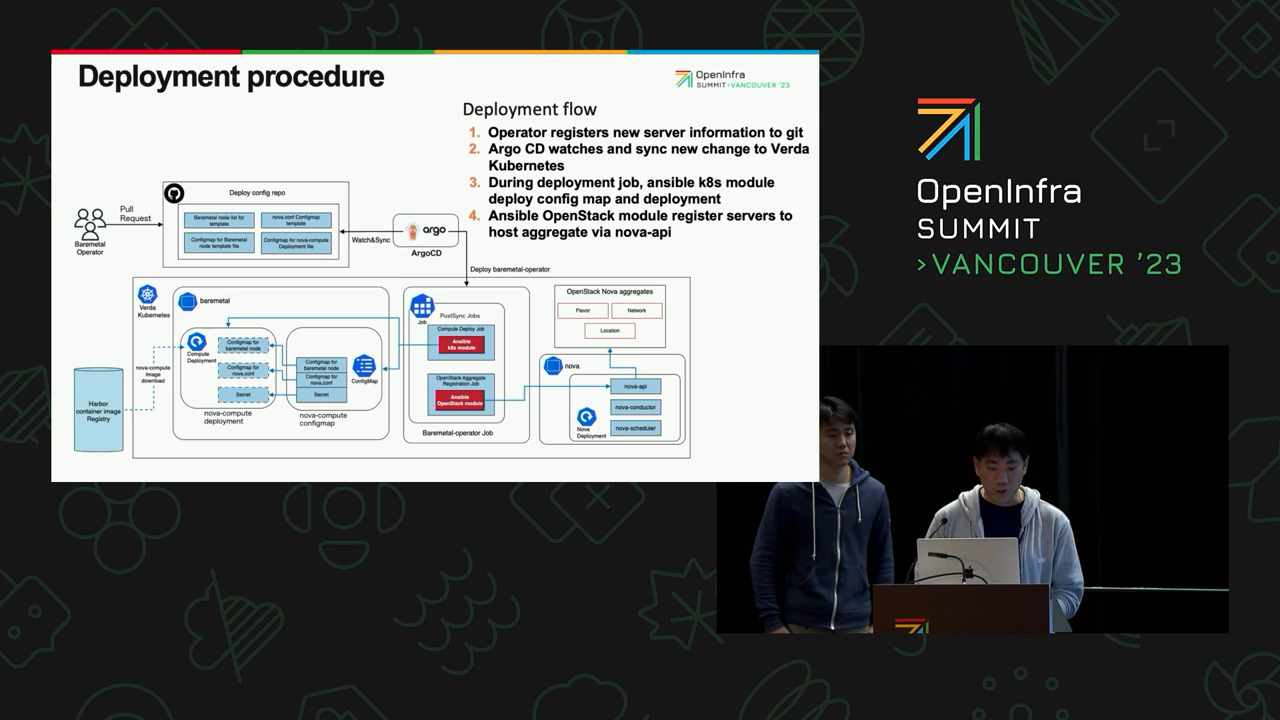 Deployment procedure
OpenInfra
SUMMIT >VANCOUVER '23
Deployment flow
1. Operator registers new server information to git
2. Argo CD watches and sync new change to Verda
Kubernetes
3. During deployment job, ansible k8s module
deploy config map and deployment
4. Ansible OpenStack module register servers to
host aggregate via nova-api
Baremetal
Operator
Pull
Request
Deploy config repo
Baremetal node list for
template
nova.conf Configmap
template
Configmap for Baremetal
node template file
Configmap for nova-compute
Deployment file
Watch&Sync
argo
ArgoCD
Deploy baremetal-operator
Verda
Kubernetes
baremetal
Compute
Deployment
Configmap for
baremetal node
Configmap for
nova.conf
Secret
nova-compute
deployment
Configmap for
baremetal node
Configmap for
nova.conf
Secret
ConfigMap
nova-compute
configmap
nova-compute
Image
download
Harbor
container image
Registry
Job
PostSync Jobs
Compute Deploy Job
Ansible
k8s module
OpenStack Aggregate
Registration Job
Ansible
OpenStack module
Baremetal-operator Job
OpenStack Nova aggregates
Flavor
Network
Location
nova
Nova
Deployment
nova-api
nova-conductor
nova-scheduler
OpenInfra
SUMMIT
>VANCOUVER '23